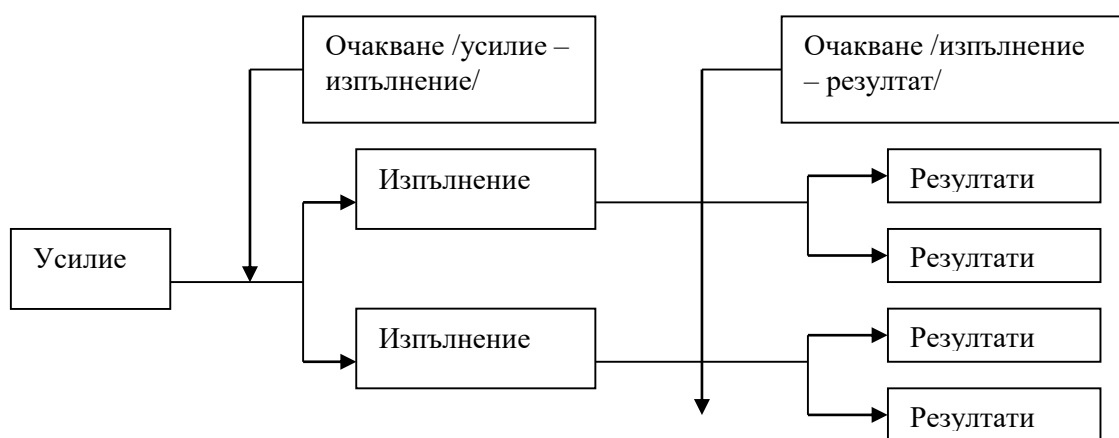 Очакване /усилие –
изпълнение/
Очакване /изпълнение
– резултат/
Изпълнение
Резултати
Усилие
Резултати
Изпълнение
Резултати
Резултати